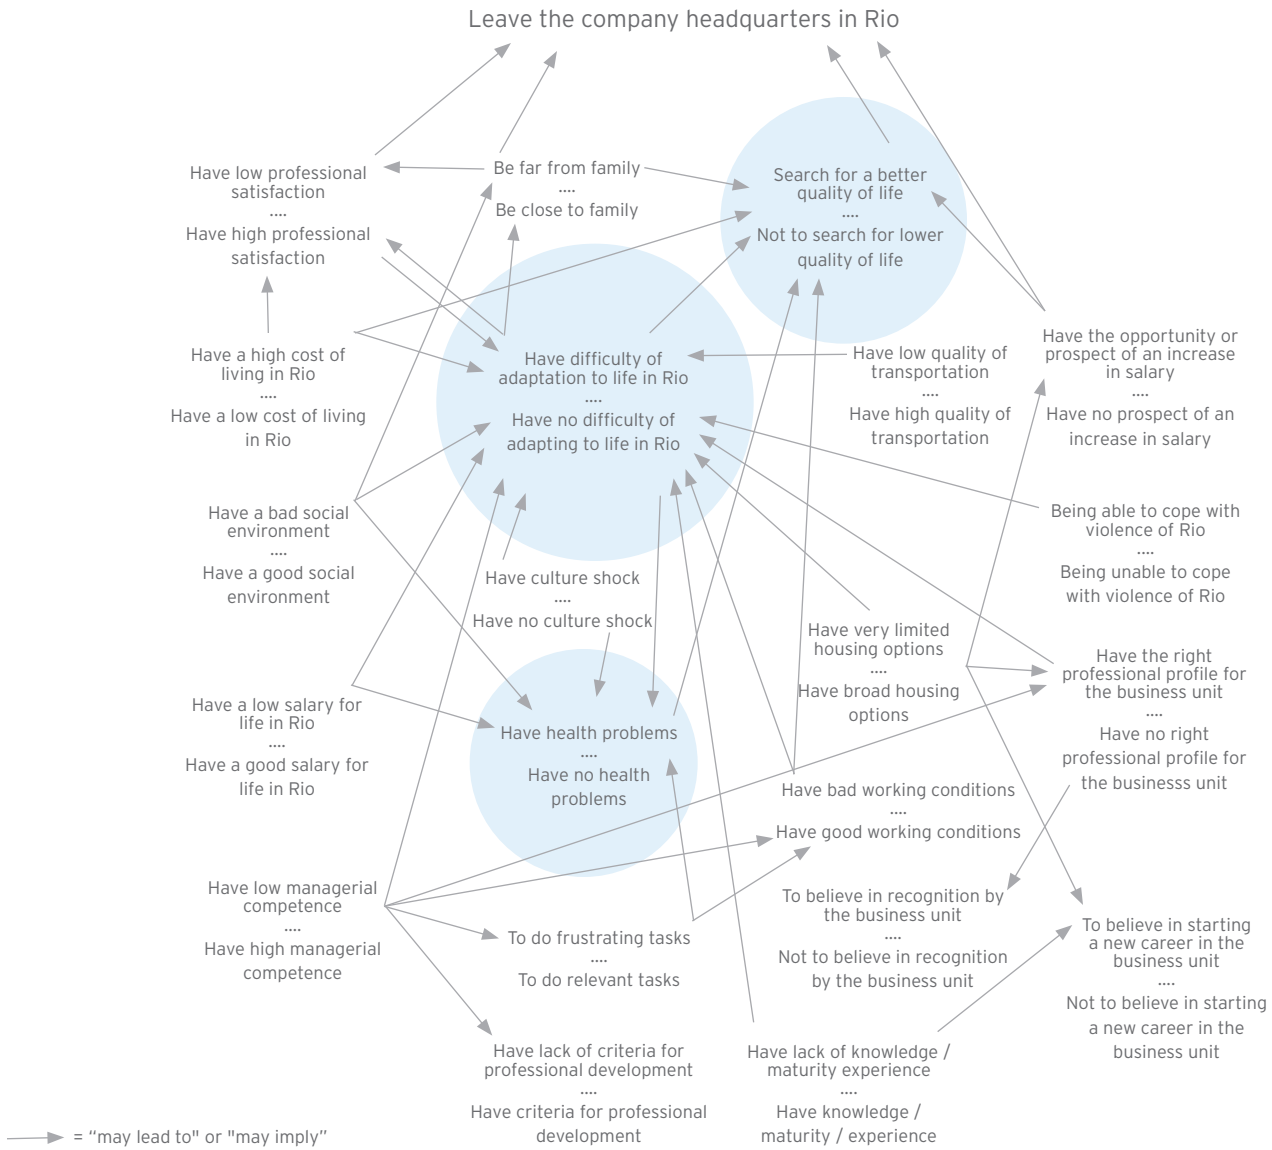 Leave the company headquarters in Rio
Have low professional
satisfaction
....
Have high professional
satisfaction
Be far from family
....
Be close to family
Search for a better
quality of life
....
Not to search for lower
quality of life
Have a high cost of
living in Rio
....
Have a low cost of living
in Rio
Have difficulty of
adaptation to life in Rio
....
Have no difficulty of
adapting to life in Rio
Have low quality of
transportation
....
Have high quality of
transportation
Have the opportunity or
prospect of an increase
in salary
....
Have no prospect of an
increase in salary
Have a bad social
environment
....
Have a good social
environment
Being able to cope with
violence of Rio
....
Being unable to cope
with violence of Rio
Have culture shock
....
Have no culture shock
Have very limited
housing options
....
Have broad housing
options
Have the right
professional profile for
the business unit
....
Have no right
professional profile for
the businesss unit
Have a low salary for
life in Rio
....
Have a good salary for
life in Rio
Have health problems
....
Have no health
problems
Have bad working conditions
....
Have good working conditions
Have low managerial
competence
....
Have high managerial
competence
To do frustrating tasks
....
To do relevant tasks
To believe in recognition by
the business unit
....
Not to believe in recognition
by the business unit
To believe in starting
a new career in the
business unit
....
Not to believe in starting
a new career in the
business unit
Have lack of criteria for
professional development
....
Have criteria for professional
development
Have lack of knowledge /
maturity experience
....
Have knowledge /
maturity / experience
= “may lead to" or "may imply”